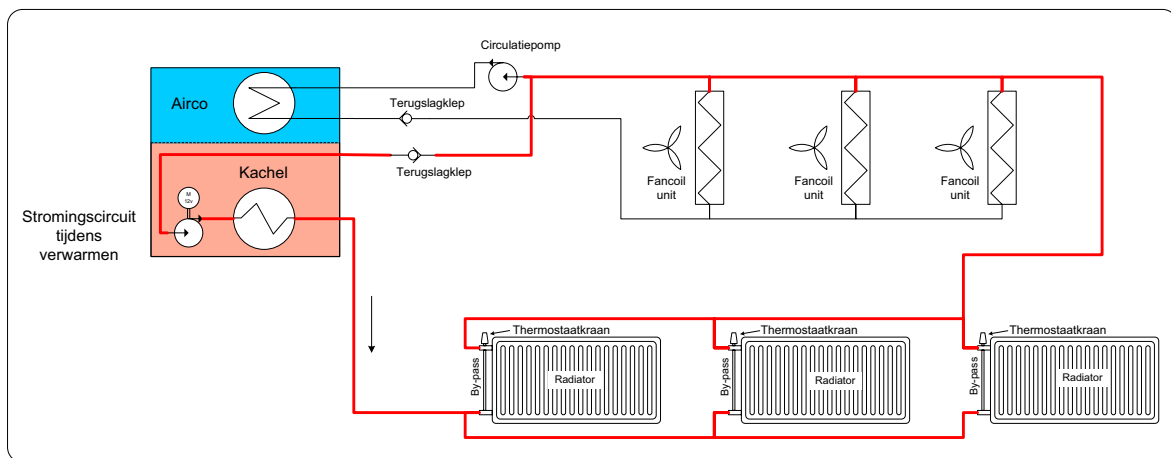 Circulatiepomp
Airco
Terugslagklep
Terugslagklep
Kachel
M
12v
Stromingscircuit
tijdens
verwarmen
Fancoil
unit
Fancoil
unit
Fancoil
unit
Thermostaatkraan
By-pass
Radiator
Thermostaatkraan
By-pass
Radiator
Thermostaatkraan
By-pass
Radiator